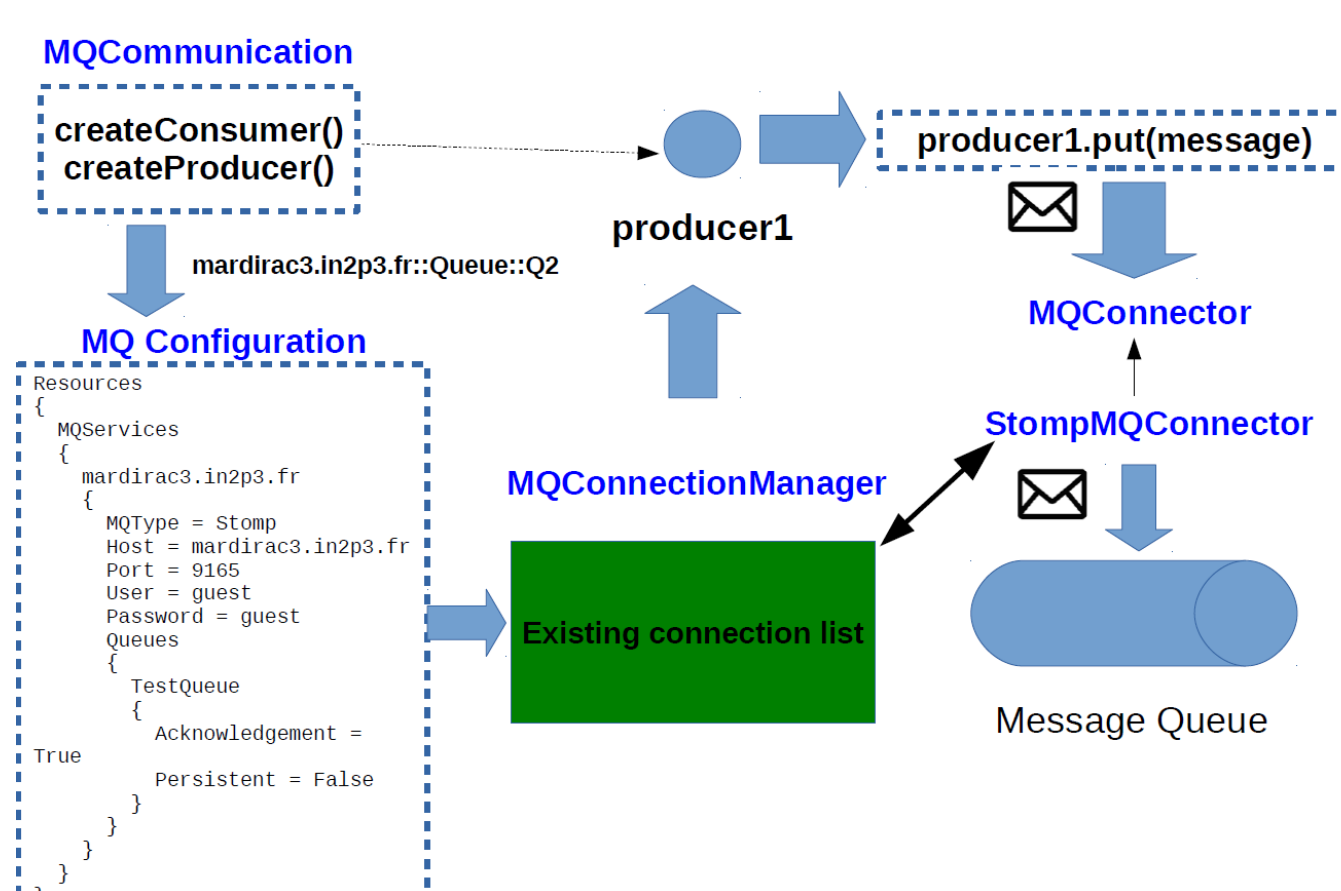 MQCommunication
createConsumer()
createProducer()
producer1
producer1.put(message)
mardirac3.in2p3.fr::Queue::Q2
MQConnector
MQ Configuration
Resources
{
MQServices
{
mardirac3.in2p3.fr
{
MQType = Stomp
Host = mardirac3.in2p3.fr
Port = 9165
User = guest
Password = guest
Queues
{
TestQueue
{
Acknowledgement =
True
Persistent = False
}
}
}
}
}
MQConnectionManager
Existing connection list
StompMQConnector
Message Queue